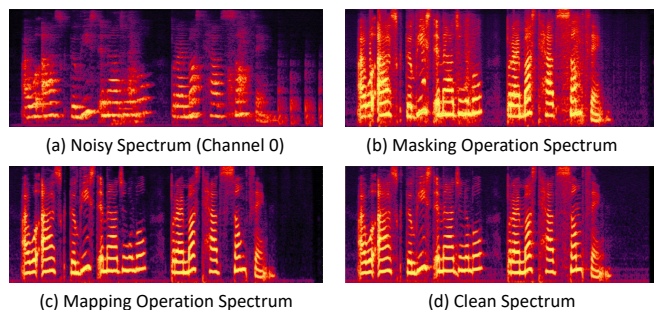 (a) Noisy Spectrum (Channel 0)
(b) Masking Operation Spectrum
(c) Mapping Operation Spectrum
(d) Clean Spectrum